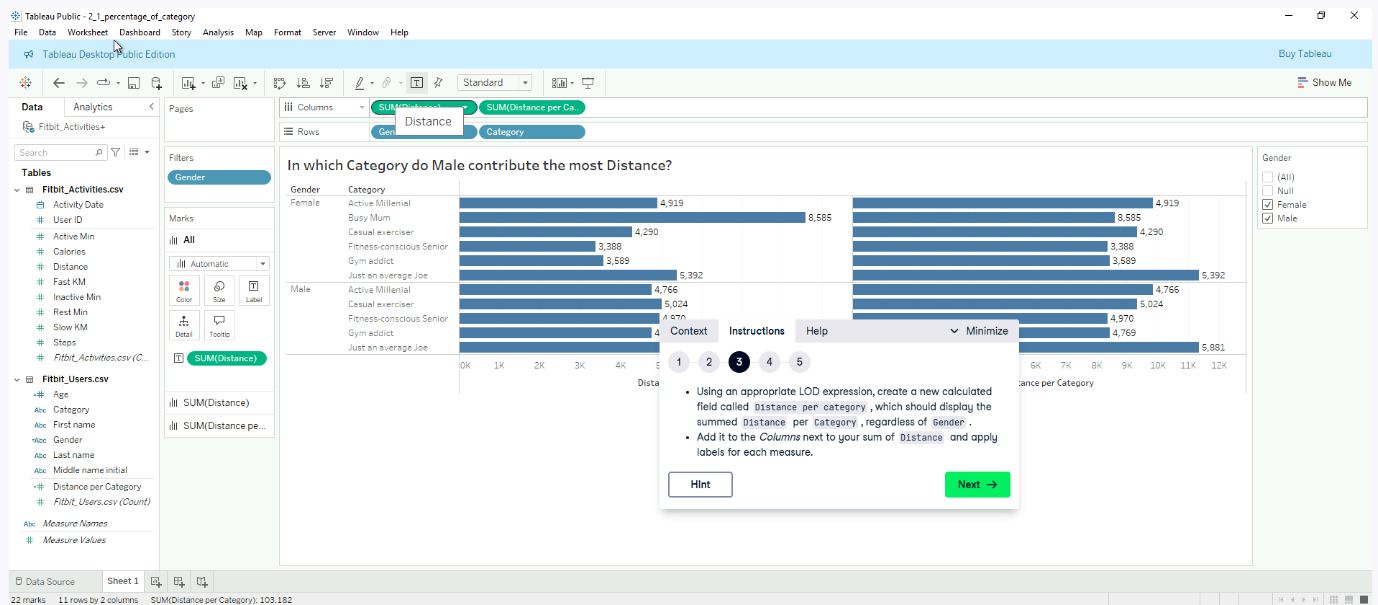 Tableau Public - 2_1_percentage_of_category
File Data Worksheet Dashboard Story Analysis Map Format Server Window Help
Tableau Desktop Public Edition Buy Tableau
Standard Show Me
Data Analytics
Fitbit_Activities+
Search
Tables
Fitbit_Activities.csv
Activity Date
User ID
Active Min
Calories
Distance
Fast KM
Inactive Min
Rest Min
Slow KM
Steps
Fitbit_Activities.csv (C...
Fitbit_Users.csv
Age
Abc Category
Abc First name
Abc Gender
Abc Last name
Abc Middle name initial
Distance per Category
Fitbit_Users.csv (Count)
Abc Measure Names
Measure Values
Pages
Filters
Gender
Marks
All
Automatic
Color Size Label
Detail Tooltip
SUM(Distance)
SUM(Distance)
SUM(Distance pe...
Columns SUM(Distance per Ca..
Distance
Rows Category
In which Category do Male contribute the most Distance?
Gender Category
Female Active Millenial 4,919 4,919
Busy Mum 8,585 8,585
Casual exerciser 4,290 4,290
Fitness-conscious Senior 3,388 3,388
Gym addict 3,589 3,589
Just an average Joe 5,392 5,392
Male Active Millenial 4,766 4,766
Casual exerciser 5,024 5,024
Fitness-conscious Senior 4,970 4,970
Gym addict 4,769
Just an average Joe 5,881
0K 1K 2K 3K 4K 6K 7K 8K 9K 10K 11K 12K
per Category
Gender
(All)
Null
Female
Male
Context Instructions Help Minimize
1 2 3 4 5
• Using an appropriate LOD expression, create a new calculated
field called Distance per category , which should display the
summed Distance per Category , regardless of Gender .
• Add it to the Columns next to your sum of Distance and apply
labels for each measure.
HInt Next →
Data Source Sheet 1
22 marks 11 rows by 2 columns SUM(Distance per Category): 103.182